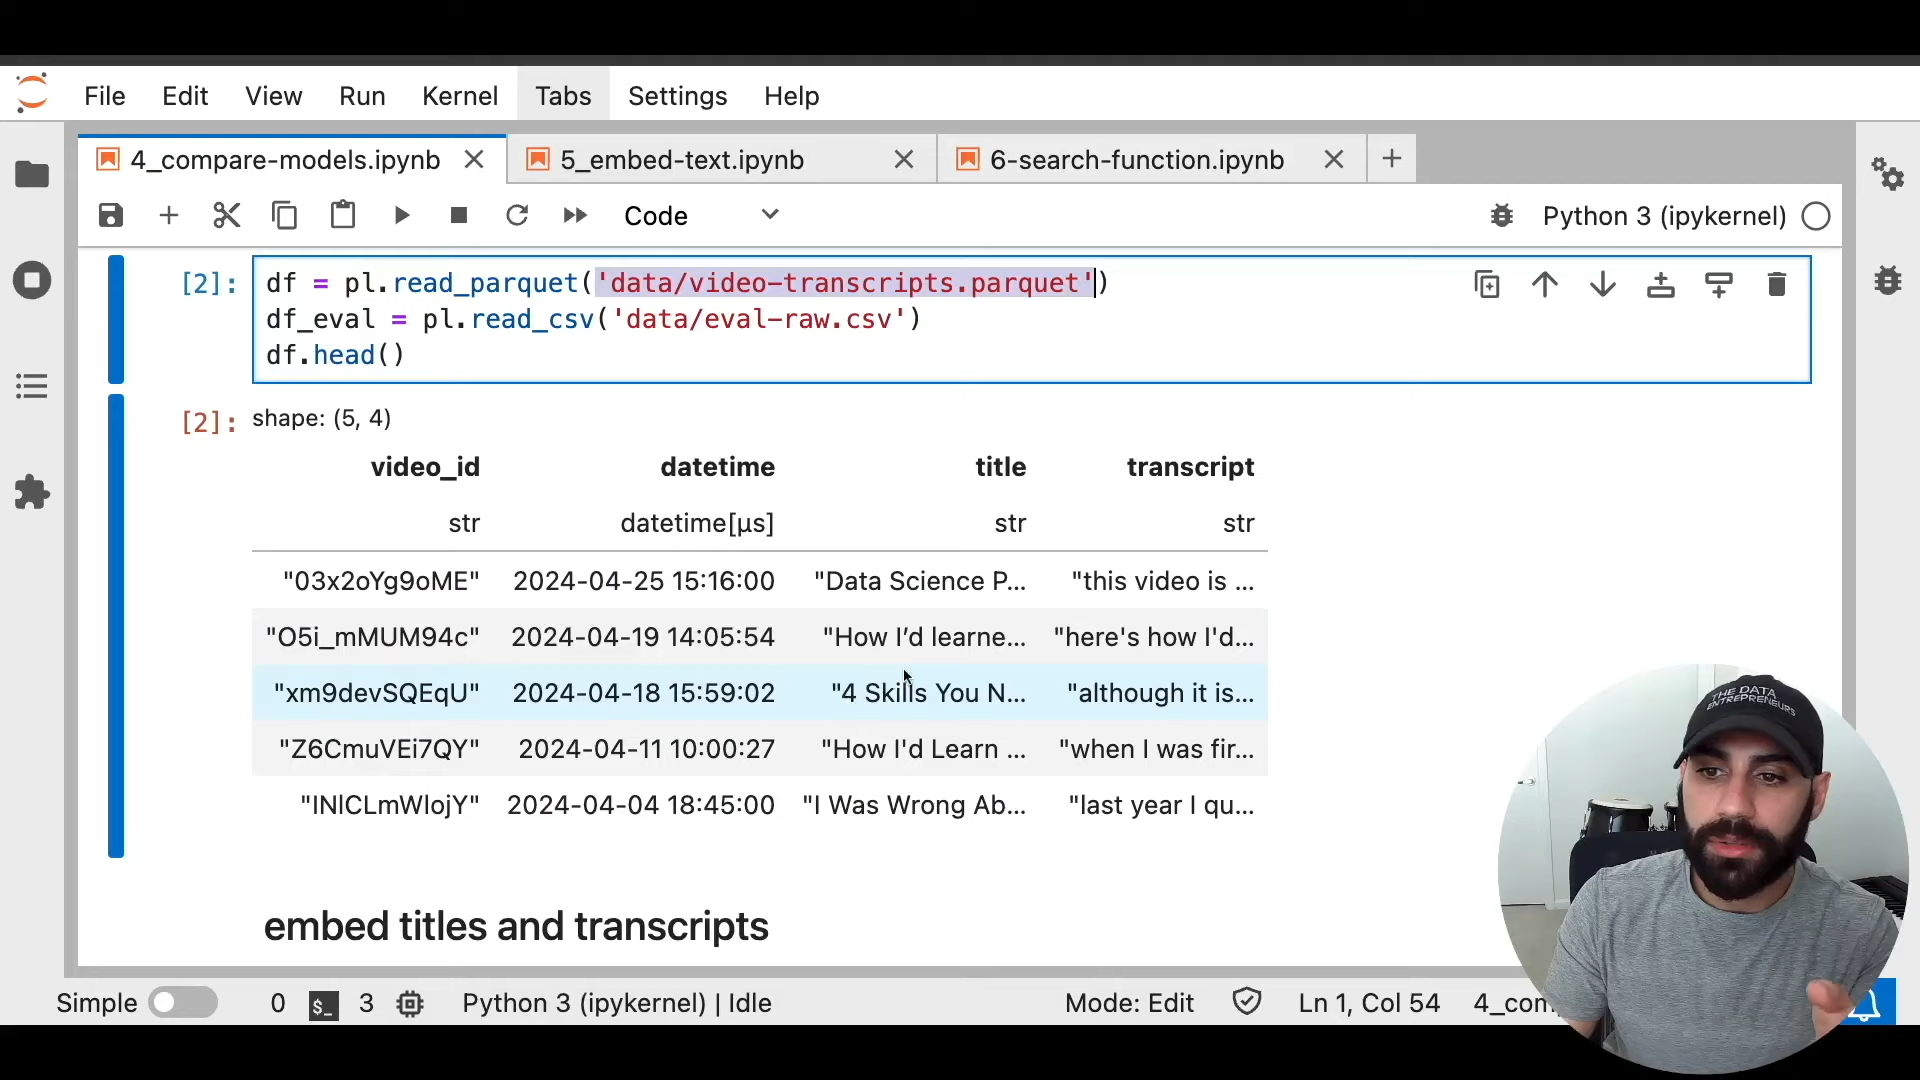 File Edit View Run Kernel Tabs Settings Help
4_compare-models.ipynb 5_embed-text.ipynb 6-search-function.ipynb
Code Python 3 (ipykernel)
[2]: df = pl.read_parquet('data/video-transcripts.parquet')
df_eval = pl.read_csv('data/eval-raw.csv')
df.head()
[2]: shape: (5, 4)
video_id datetime title transcript
str datetime[μs] str str
"03x2oYg9oME" 2024-04-25 15:16:00 "Data Science P... "this video is ...
"O5i_mMUM94c" 2024-04-19 14:05:54 "How I’d learne... "here's how I'd...
"xm9devSQEqU" 2024-04-18 15:59:02 "4 Skills You N... "although it is...
"Z6CmuVEi7QY" 2024-04-11 10:00:27 "How I'd Learn ... "when I was fir...
"INlCLmWlojY" 2024-04-04 18:45:00 "I Was Wrong Ab... "last year I qu...
embed titles and transcripts
THE DATA
ENTREPRENEURS
Simple 0 $_ 3 Python 3 (ipykernel) | Idle Mode: Edit Ln 1, Col 54 4_com